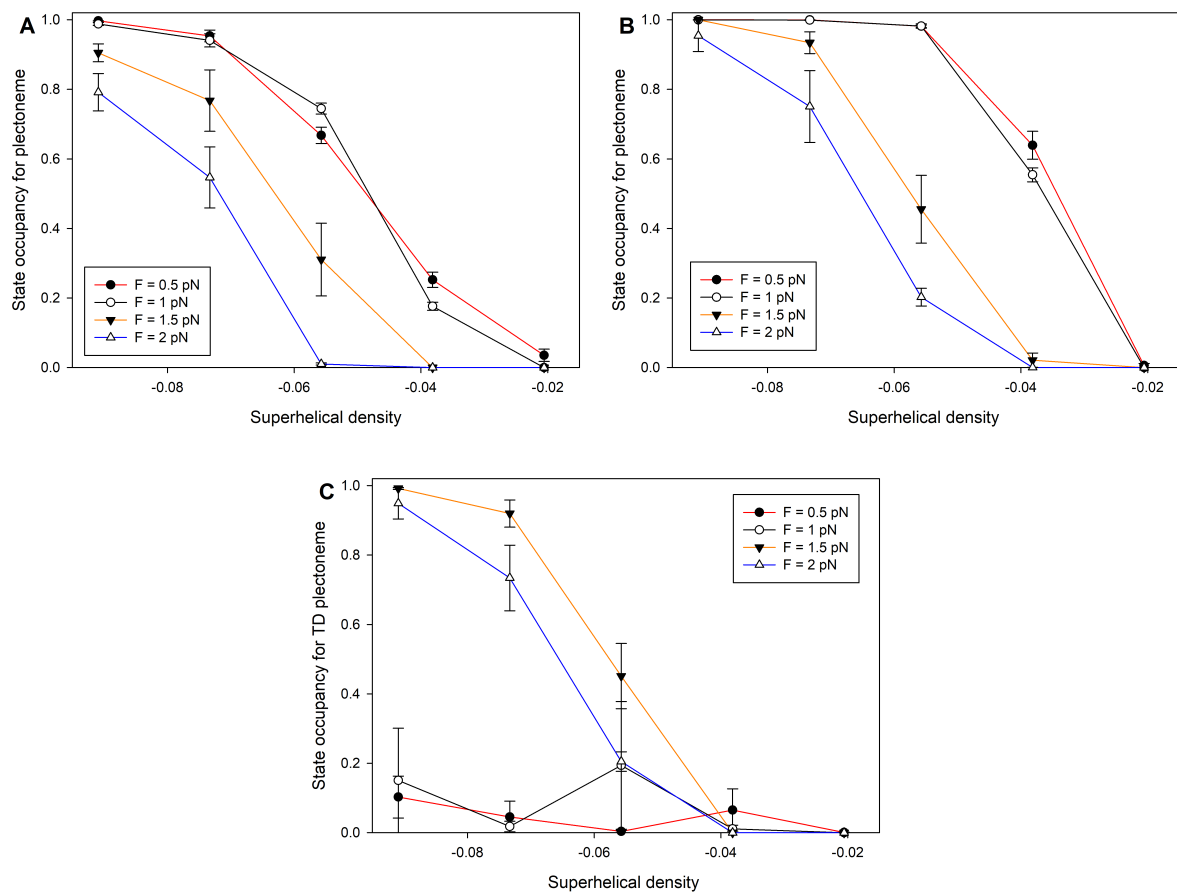 A
State occupancy for plectoneme
1.0
0.8
0.6
0.4
0.2
0.0
F = 0.5 pN
F = 1 pN
F = 1.5 pN
F = 2 pN
-0.08
-0.06
-0.04
-0.02
Superhelical density
B
State occupancy for plectoneme
1.0
0.8
0.6
0.4
0.2
0.0
F = 0.5 pN
F = 1 pN
F = 1.5 pN
F = 2 pN
-0.08
-0.06
-0.04
-0.02
Superhelical density
C
State occupancy for TD plectoneme
1.0
0.8
0.6
0.4
0.2
0.0
F = 0.5 pN
F = 1 pN
F = 1.5 pN
F = 2 pN
-0.08
-0.06
-0.04
-0.02
Superhelical density